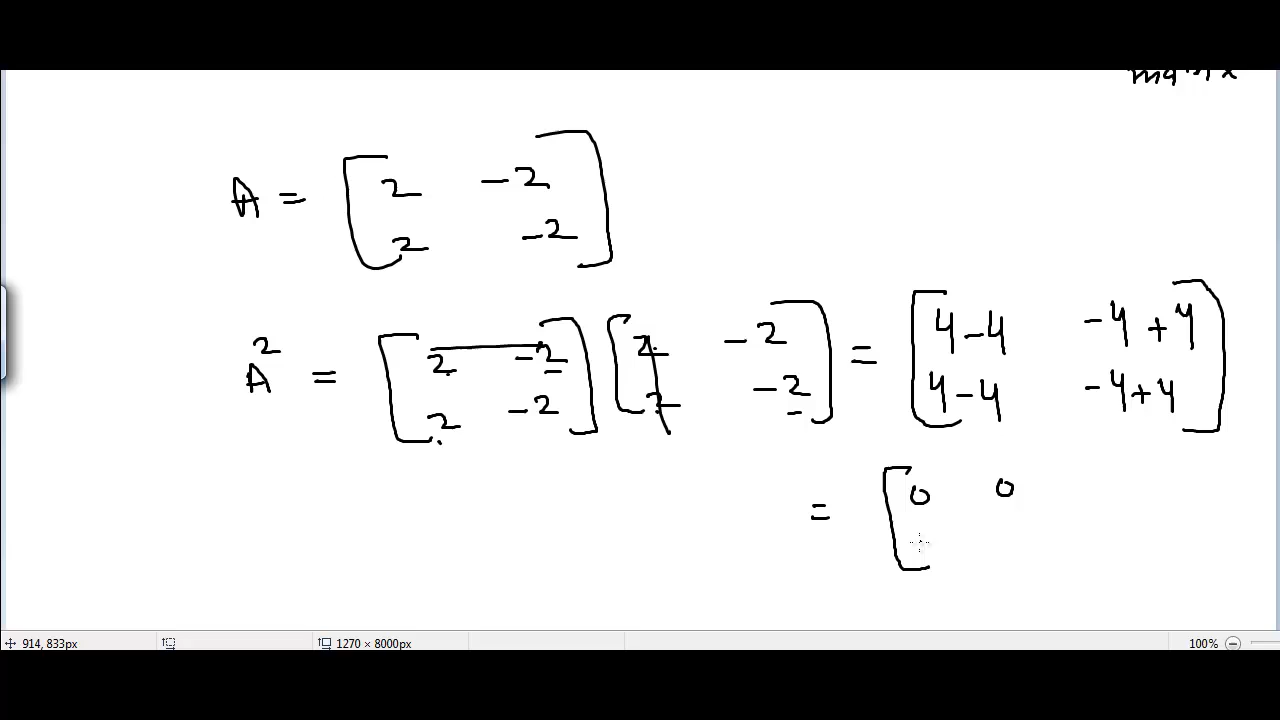 A = [ 2 -2
2 -2 ]
A² = [ 2 -2
2 -2 ] [ 2 -2
2 -2 ] = [ 4-4 -4+4
4-4 -4+4 ]
= [ 0 0
914, 833px 1270 × 8000px 100%